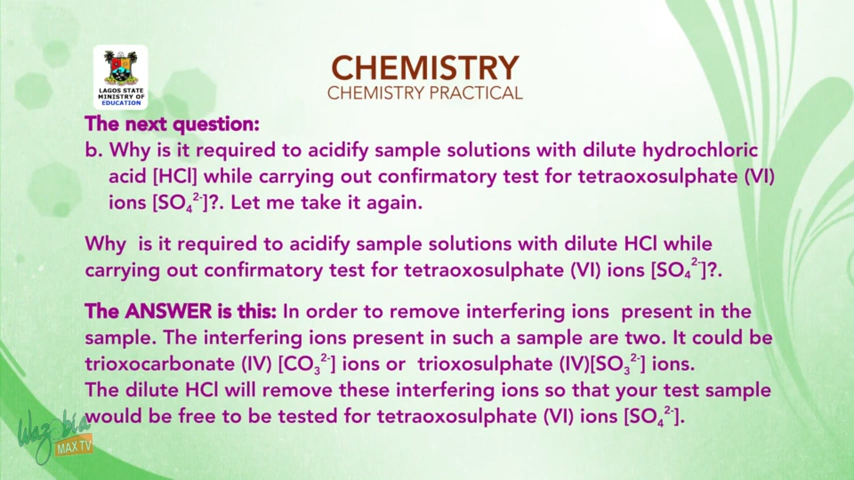 LAGOS STATE
MINISTRY OF
EDUCATION
CHEMISTRY
CHEMISTRY PRACTICAL
The next question:
b. Why is it required to acidify sample solutions with dilute hydrochloric
acid [HCl] while carrying out confirmatory test for tetraoxosulphate (VI)
ions [SO₄²⁻]?. Let me take it again.
Why is it required to acidify sample solutions with dilute HCl while
carrying out confirmatory test for tetraoxosulphate (VI) ions [SO₄²⁻]?.
The ANSWER is this: In order to remove interfering ions present in the
sample. The interfering ions present in such a sample are two. It could be
trioxocarbonate (IV) [CO₃²⁻] ions or trioxosulphate (IV)[SO₃²⁻] ions.
The dilute HCl will remove these interfering ions so that your test sample
would be free to be tested for tetraoxosulphate (VI) ions [SO₄²⁻].
Wazobia
MAX TV